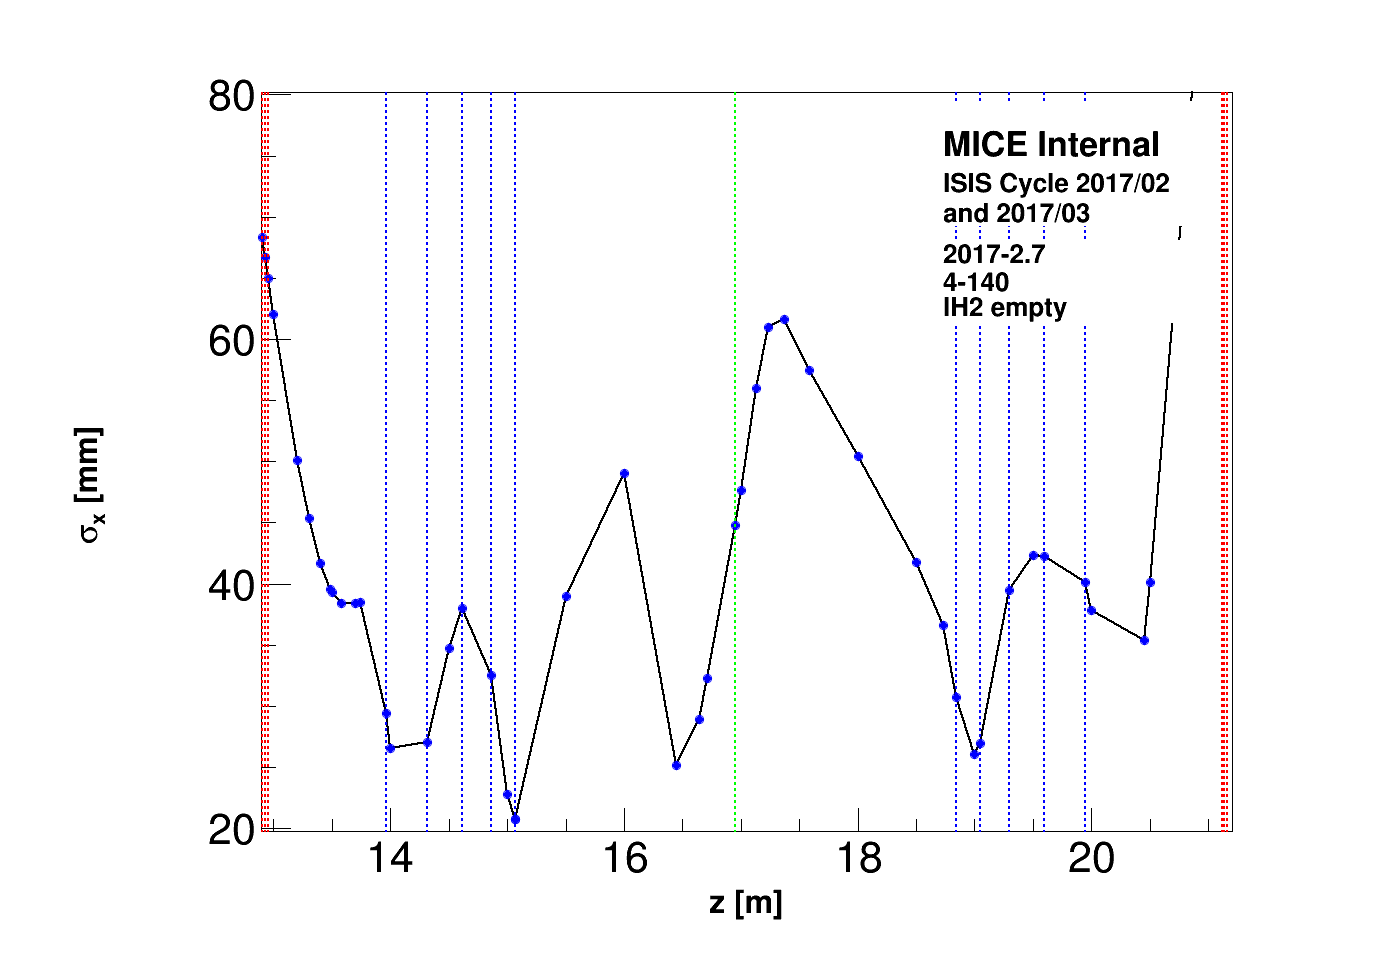 80
60
40
20
σx [mm]
MICE Internal
ISIS Cycle 2017/02
and 2017/03
2017-2.7
4-140
lH2 empty
14 16 18 20
z [m]